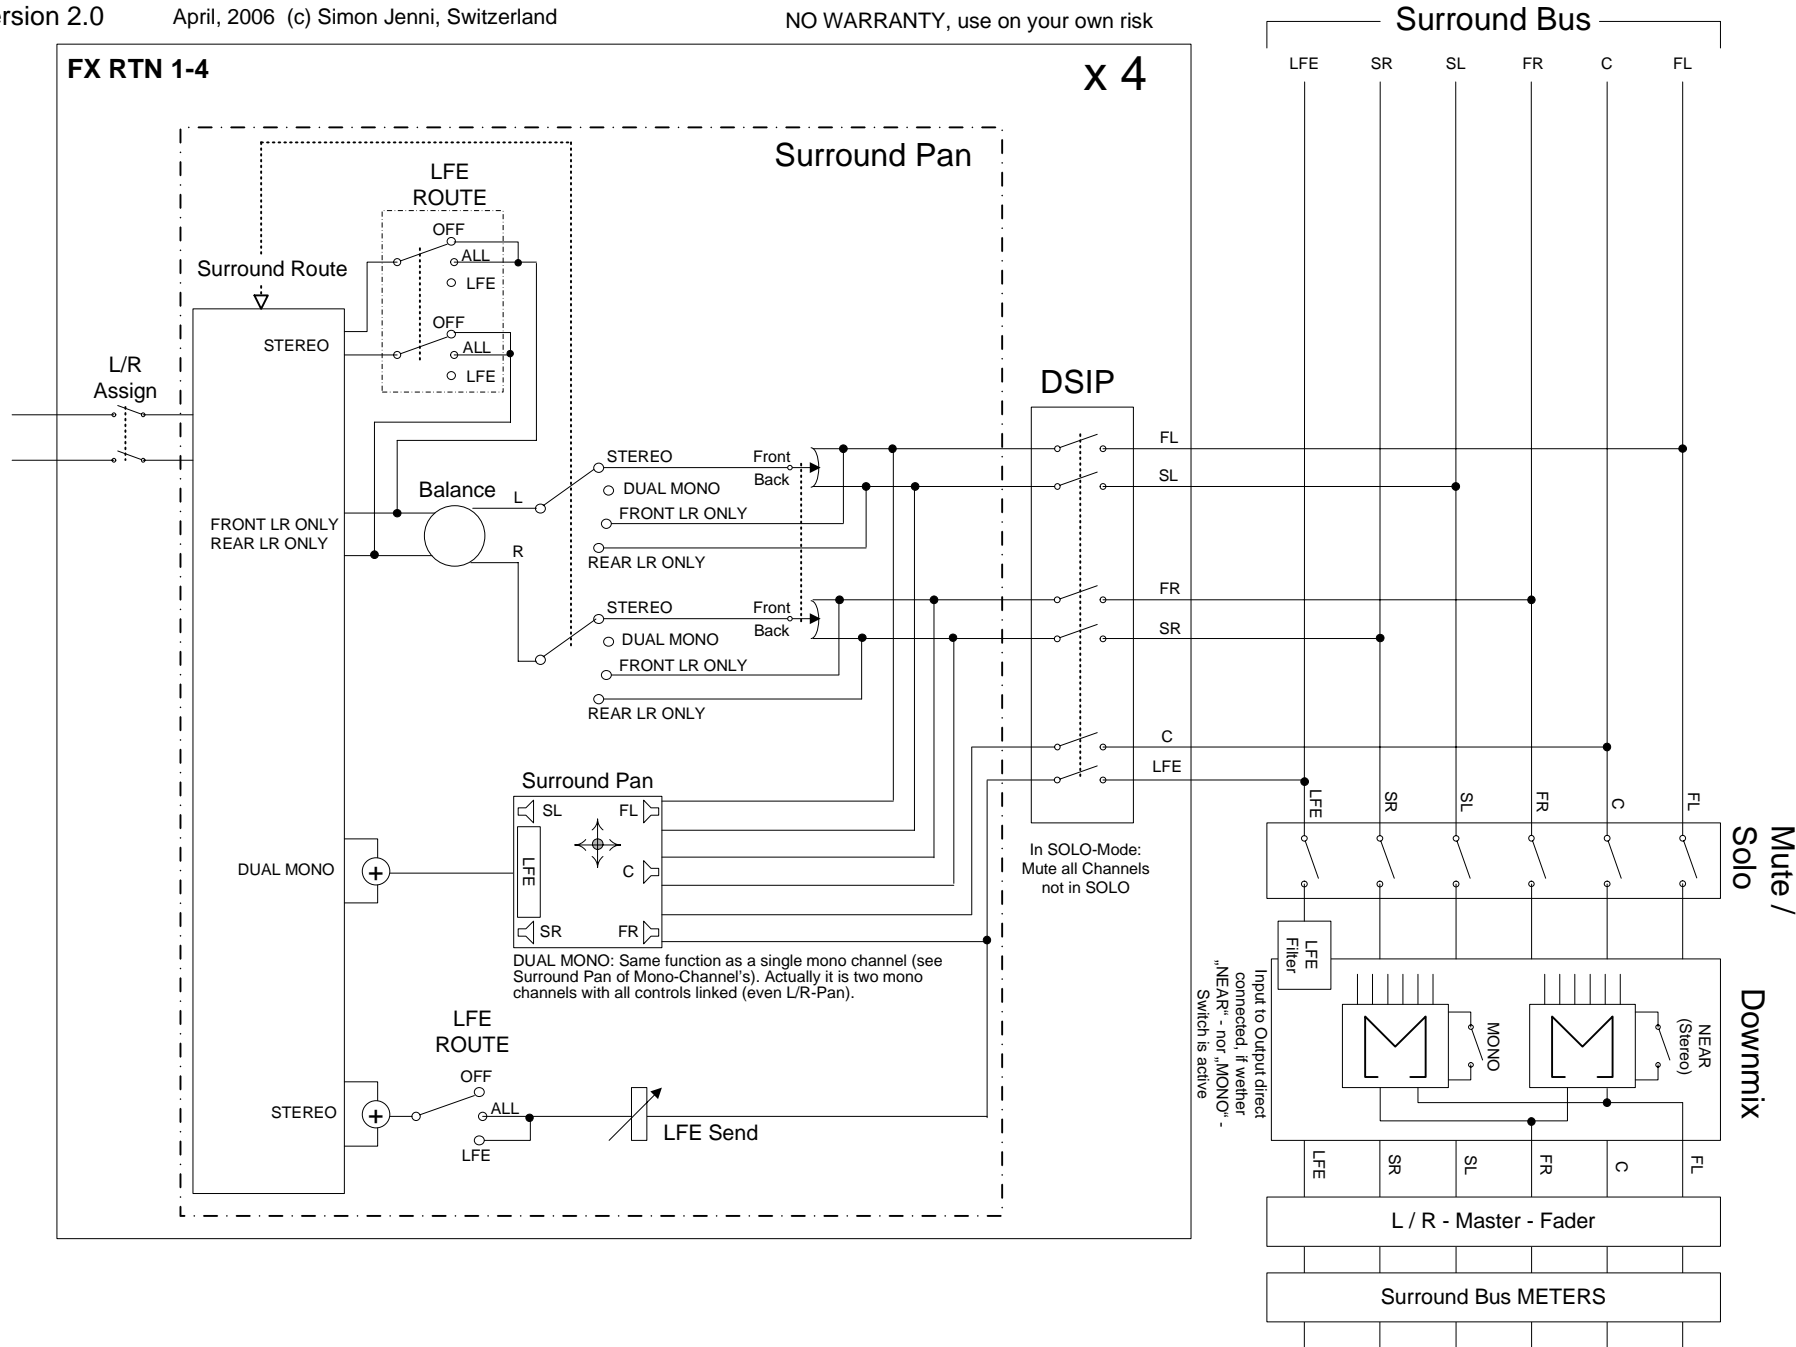 ersion 2.0
April, 2006 (c) Simon Jenni, Switzerland
NO WARRANTY, use on your own risk
Surround Bus
FX RTN 1-4
x 4
LFE
SR
SL
FR
C
FL
Surround Pan
LFE
ROUTE
OFF
ALL
LFE
Surround Route
OFF
ALL
LFE
STEREO
L/R
Assign
DSIP
FL
SL
STEREO
Front
Back
DUAL MONO
FRONT LR ONLY
REAR LR ONLY
Balance
L
R
FRONT LR ONLY
REAR LR ONLY
FR
SR
STEREO
Front
Back
DUAL MONO
FRONT LR ONLY
REAR LR ONLY
C
LFE
Surround Pan
SL
FL
LFE
C
SR
FR
DUAL MONO
+
DUAL MONO: Same function as a single mono channel (see
Surround Pan of Mono-Channel's). Actually it is two mono
channels with all controls linked (even L/R-Pan).
In SOLO-Mode:
Mute all Channels
not in SOLO
LFE
SR
SL
FR
C
FL
Mute /
Solo
LFE
Filter
Input to Output direct
connected, if wether
„NEAR“ - nor „MONO“ -
Switch is active
MONO
NEAR
(Stereo)
Downmix
LFE
ROUTE
OFF
ALL
LFE
STEREO
+
LFE Send
LFE
SR
SL
FR
C
FL
L / R - Master - Fader
Surround Bus METERS